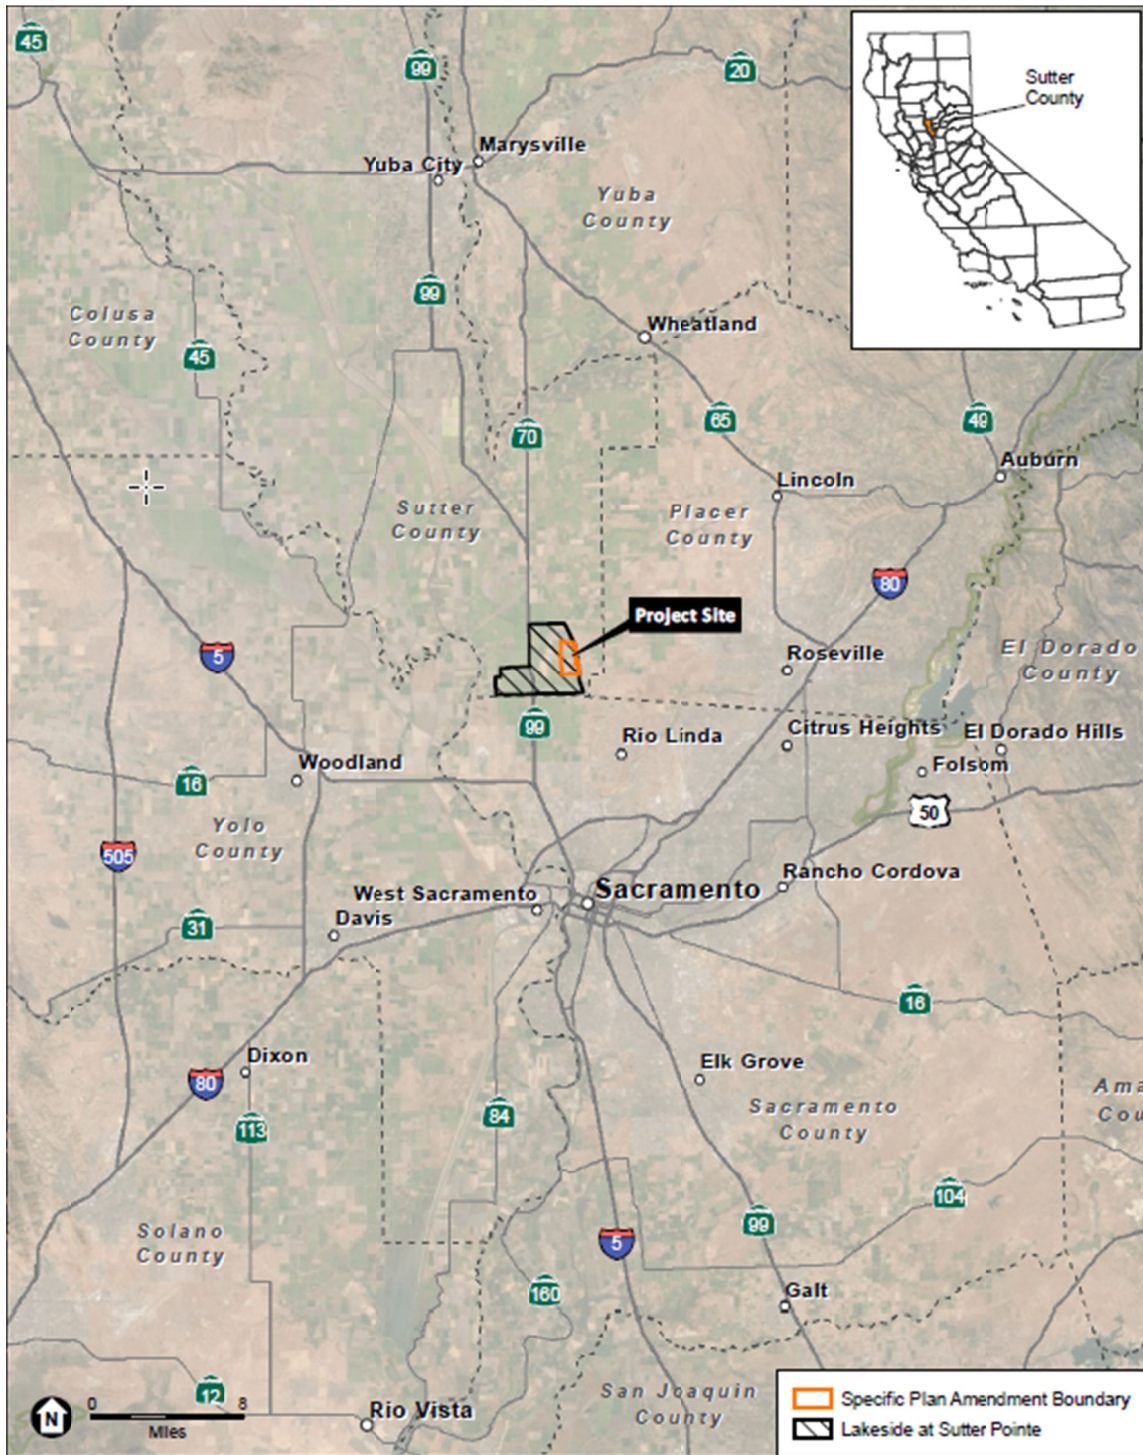 45
99
20
Sutter
County
Marysville
Yuba City
Yuba
County
99
Colusa
County
45
Wheatland
70
65
49
Auburn
Lincoln
Sutter
County
Placer
County
80
Project Site
5
Roseville
El Dorado
County
99
Rio Linda
Citrus Heights
El Dorado Hills
Woodland
Folsom
16
50
Yolo
County
505
Rancho Cordova
West Sacramento
Sacramento
Davis
31
16
Dixon
Elk Grove
80
Ama
Cou
84
Sacramento
County
113
104
Solano
County
99
5
160
Galt
San Joaquin
County
12
Rio Vista
N
0 8
Miles
Specific Plan Amendment Boundary
Lakeside at Sutter Pointe